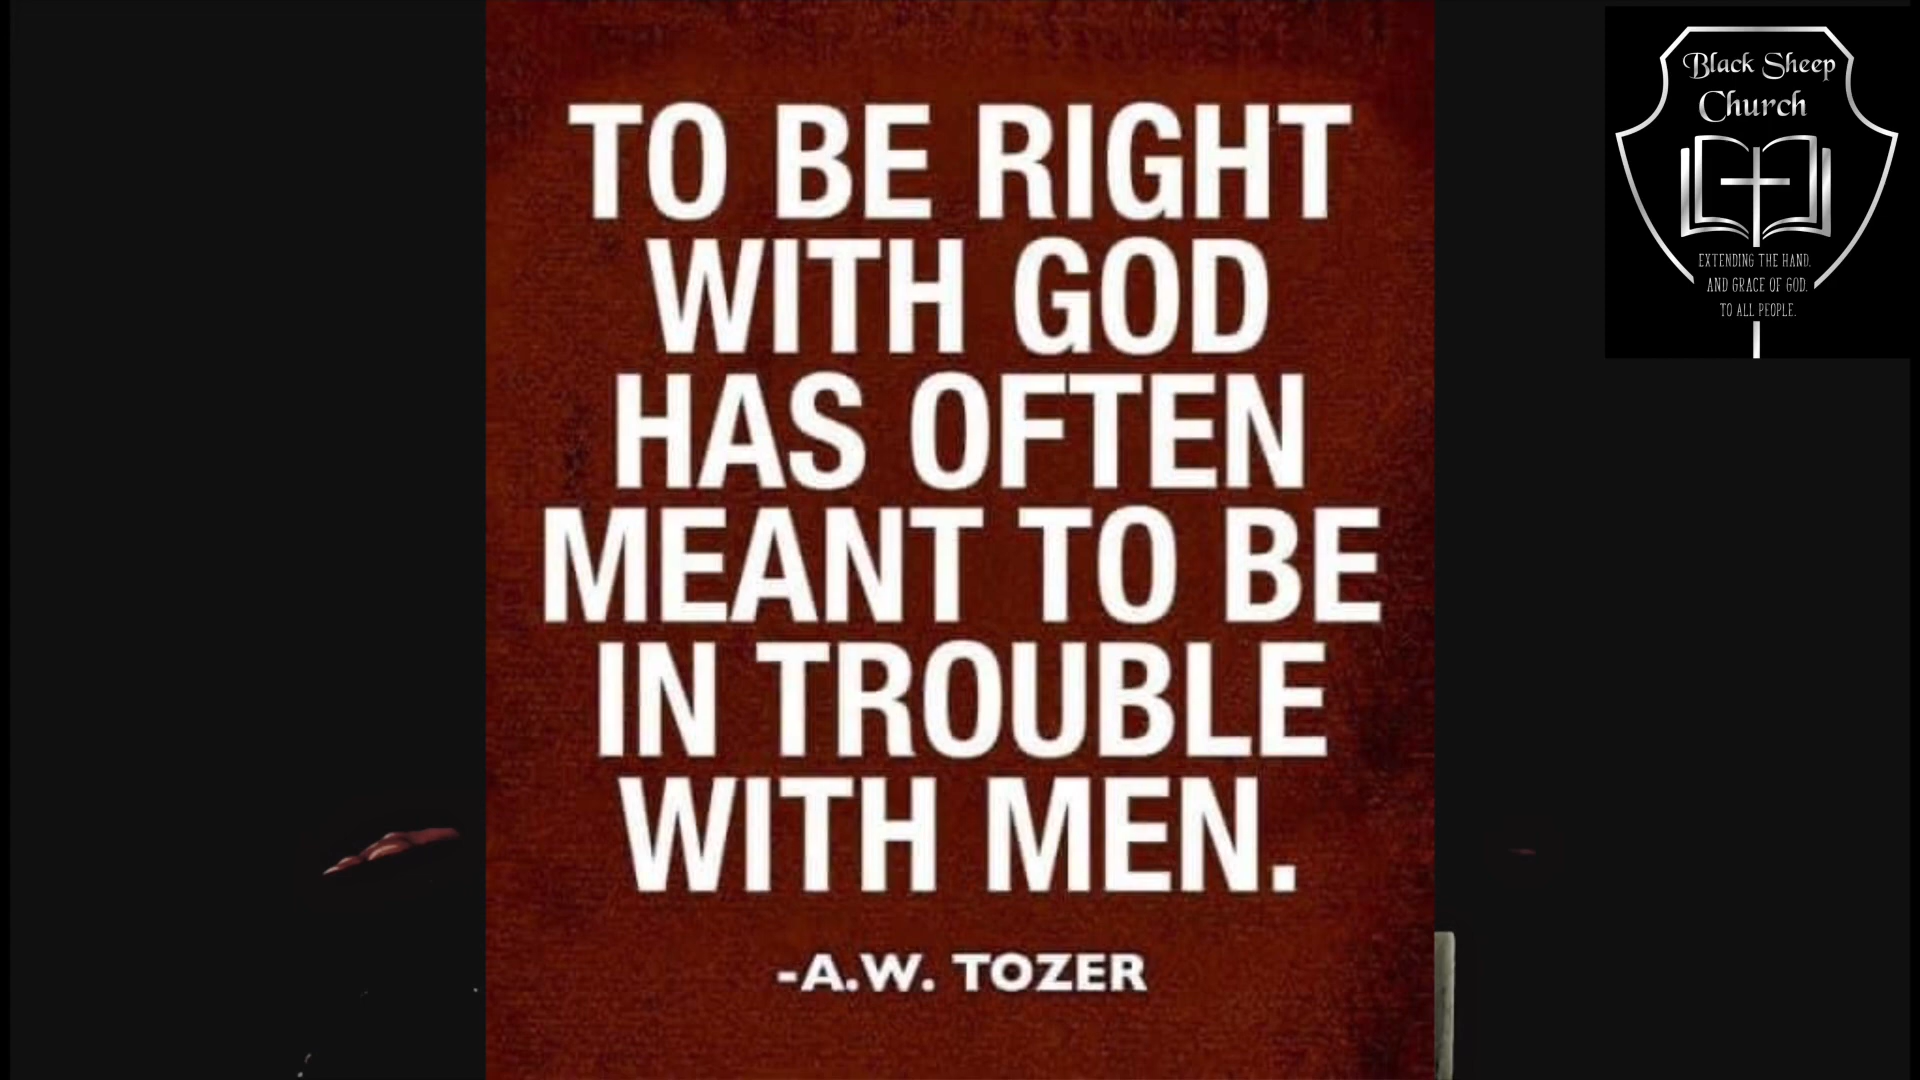 TO BE RIGHT
WITH GOD
HAS OFTEN
MEANT TO BE
IN TROUBLE
WITH MEN.
-A.W. TOZER
Black Sheep
Church
EXTENDING THE HAND.
AND GRACE OF GOD.
TO ALL PEOPLE.